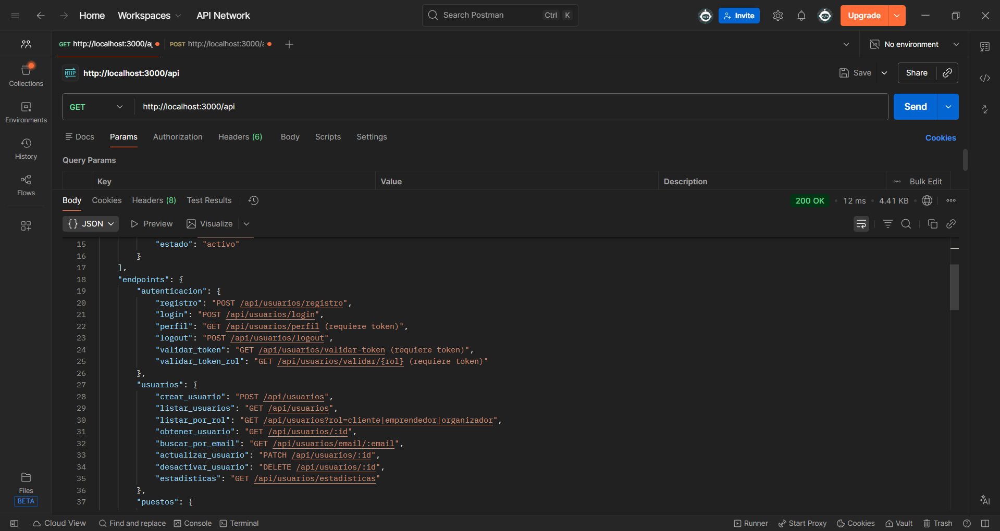 Home Workspaces API Network Search Postman Ctrl K Invite Upgrade
GET http://localhost:3000/a POST http://localhost:3000/ No environment
HTTP http://localhost:3000/api Save Share
Collections
GET http://localhost:3000/api Send
Environments
Docs Params Authorization Headers (6) Body Scripts Settings Cookies
History
Query Params
Key Value Description Bulk Edit
Flows
Body Cookies Headers (8) Test Results 200 OK 12 ms 4.41 KB
{} JSON Preview Visualize
15 "estado": "activo"
16 }
17 ],
18 "endpoints": {
19 "autenticacion": {
20 "registro": "POST /api/usuarios/registro",
21 "login": "POST /api/usuarios/login",
22 "perfil": "GET /api/usuarios/perfil (requiere token)",
23 "logout": "POST /api/usuarios/logout",
24 "validar_token": "GET /api/usuarios/validar-token (requiere token)",
25 "validar_token_rol": "GET /api/usuarios/validar/{rol} (requiere token)"
26 },
27 "usuarios": {
28 "crear_usuario": "POST /api/usuarios",
29 "listar_usuarios": "GET /api/usuarios",
30 "listar_por_rol": "GET /api/usuarios?rol=cliente|emprendedor|organizador",
31 "obtener_usuario": "GET /api/usuarios/:id",
32 "buscar_por_email": "GET /api/usuarios/email/:email",
33 "actualizar_usuario": "PATCH /api/usuarios/:id",
34 "desactivar_usuario": "DELETE /api/usuarios/:id",
35 "estadisticas": "GET /api/usuarios/estadisticas"
36 },
37 "puestos": {
Files
BETA
AI
Cloud View Find and replace Console Terminal Runner Start Proxy Cookies Vault Trash